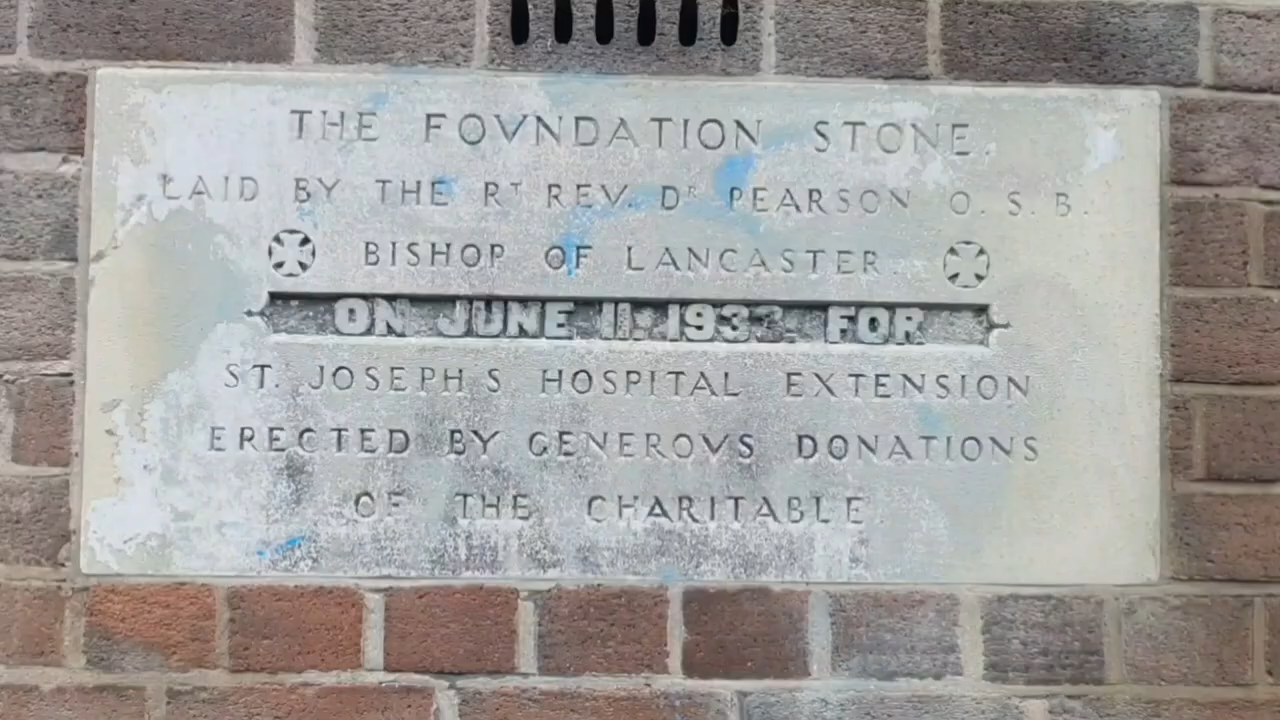 THE FOVNDATION STONE.
LAID BY THE RT REV. DR PEARSON O. S. B.
BISHOP OF LANCASTER.
ON JUNE 11. 1933. FOR
ST. JOSEPH'S HOSPITAL EXTENSION
ERECTED BY GENEROVS DONATIONS
OF THE CHARITABLE